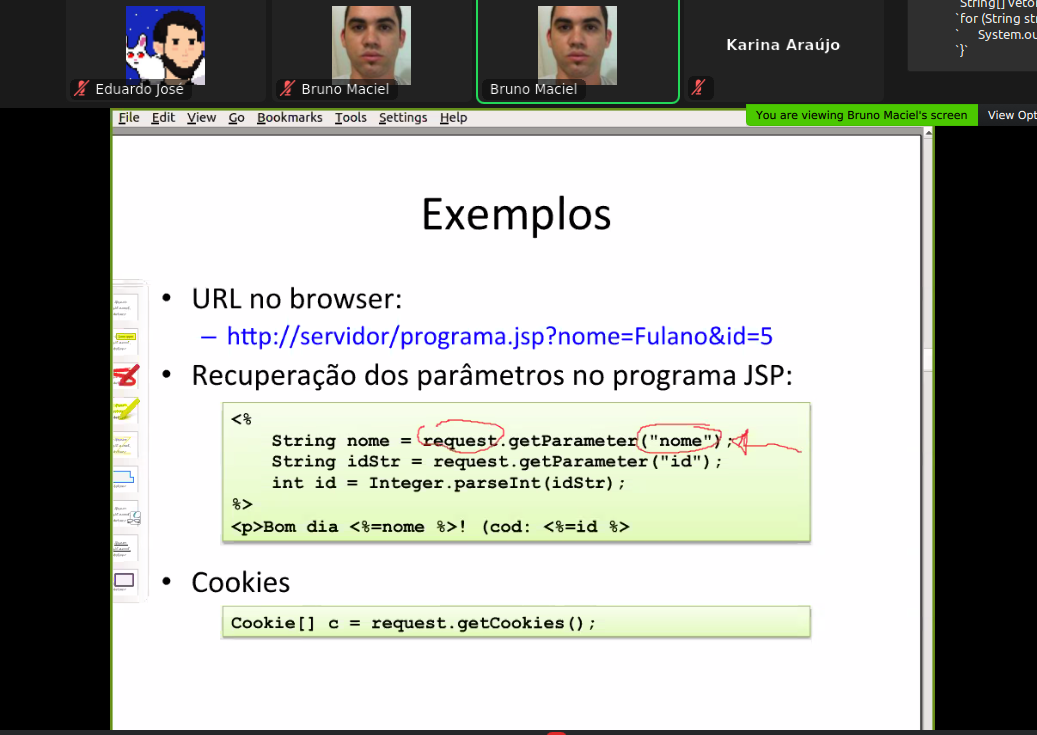 String[] veto
`for (String str
` System.ou
`}`
Karina Araújo
Eduardo José
Bruno Maciel
Bruno Maciel
File Edit View Go Bookmarks Tools Settings Help
You are viewing Bruno Maciel's screen
View Opt
Exemplos
• URL no browser:
– http://servidor/programa.jsp?nome=Fulano&id=5
• Recuperação dos parâmetros no programa JSP:
<%
String nome = request.getParameter("nome");
String idStr = request.getParameter("id");
int id = Integer.parseInt(idStr);
%>
<p>Bom dia <%=nome %>! (cod: <%=id %>
• Cookies
Cookie[] c = request.getCookies();